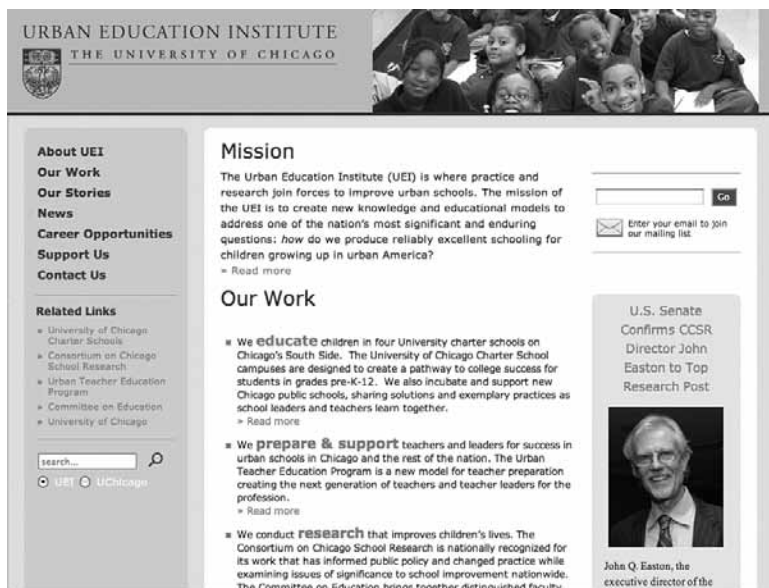 URBAN EDUCATION INSTITUTE
THE UNIVERSITY OF CHICAGO
About UEI
Our Work
Our Stories
News
Career Opportunities
Support Us
Contact Us
Related Links
» University of Chicago
Charter Schools
» Consortium on Chicago
School Research
» Urban Teacher Education
Program
» Committee on Education
» University of Chicago
search...
UEI UChicago
Mission
The Urban Education Institute (UEI) is where practice and
research join forces to improve urban schools. The mission of
the UEI is to create new knowledge and educational models to
address one of the nation's most significant and enduring
questions: how do we produce reliably excellent schooling for
children growing up in urban America?
» Read more
Our Work
We educate children in four University charter schools on
Chicago's South Side. The University of Chicago Charter School
campuses are designed to create a pathway to college success for
students in grades pre-K-12. We also incubate and support new
Chicago public schools, sharing solutions and exemplary practices as
school leaders and teachers learn together.
» Read more
We prepare & support teachers and leaders for success in
urban schools in Chicago and the rest of the nation. The Urban
Teacher Education Program is a new model for teacher preparation
creating the next generation of teachers and teacher leaders for the
profession.
» Read more
We conduct research that improves children's lives. The
Consortium on Chicago School Research is nationally recognized for
its work that has informed public policy and changed practice while
examining issues of significance to school improvement nationwide.
The Committee on Education brings together distinguished faculty
Go
Enter your email to join
our mailing list
U.S. Senate
Confirms CCSR
Director John
Easton to Top
Research Post
John Q. Easton, the
executive director of the